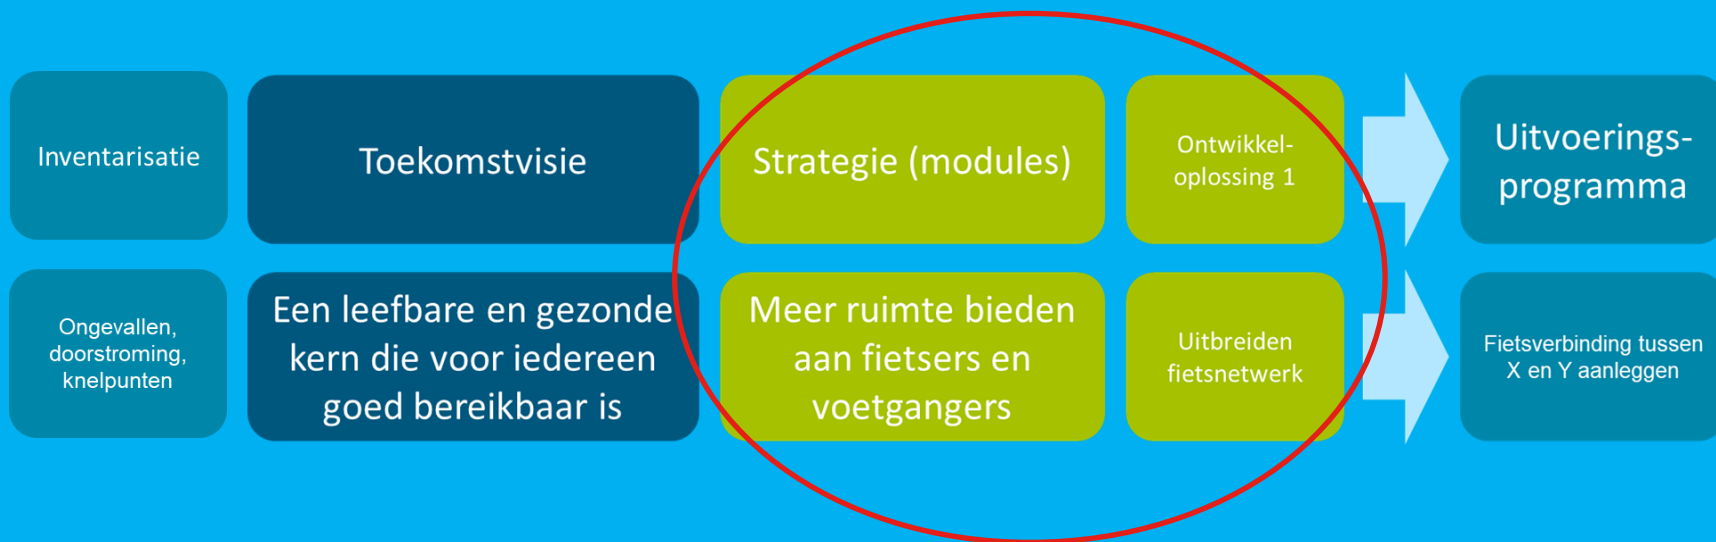 Inventarisatie
Toekomstvisie
Strategie (modules)
Ontwikkel-
oplossing 1
Uitvoerings-
programma
Ongevallen,
doorstroming,
knelpunten
Een leefbare en gezonde
kern die voor iedereen
goed bereikbaar is
Meer ruimte bieden
aan fietsers en
voetgangers
Uitbreiden
fietsnetwerk
Fietsverbinding tussen
X en Y aanleggen